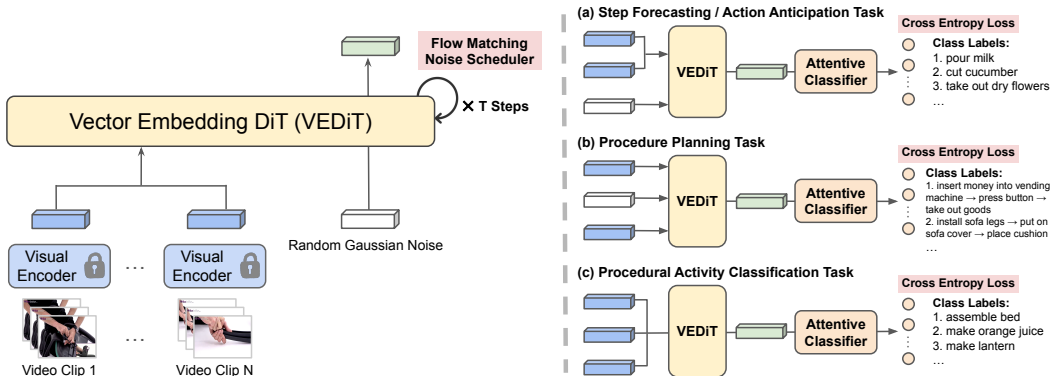 Flow Matching
Noise Scheduler
× T Steps
Vector Embedding DiT (VEDiT)
Random Gaussian Noise
Visual
Encoder
...
Visual
Encoder
Video Clip 1
Video Clip N
(a) Step Forecasting / Action Anticipation Task
VEDiT
Attentive
Classifier
Cross Entropy Loss
Class Labels:
1. pour milk
2. cut cucumber
3. take out dry flowers
...
(b) Procedure Planning Task
VEDiT
Attentive
Classifier
Cross Entropy Loss
Class Labels:
1. insert money into vending
machine → press button →
take out goods
2. install sofa legs → put on
sofa cover → place cushion
...
(c) Procedural Activity Classification Task
VEDiT
Attentive
Classifier
Cross Entropy Loss
Class Labels:
1. assemble bed
2. make orange juice
3. make lantern
...